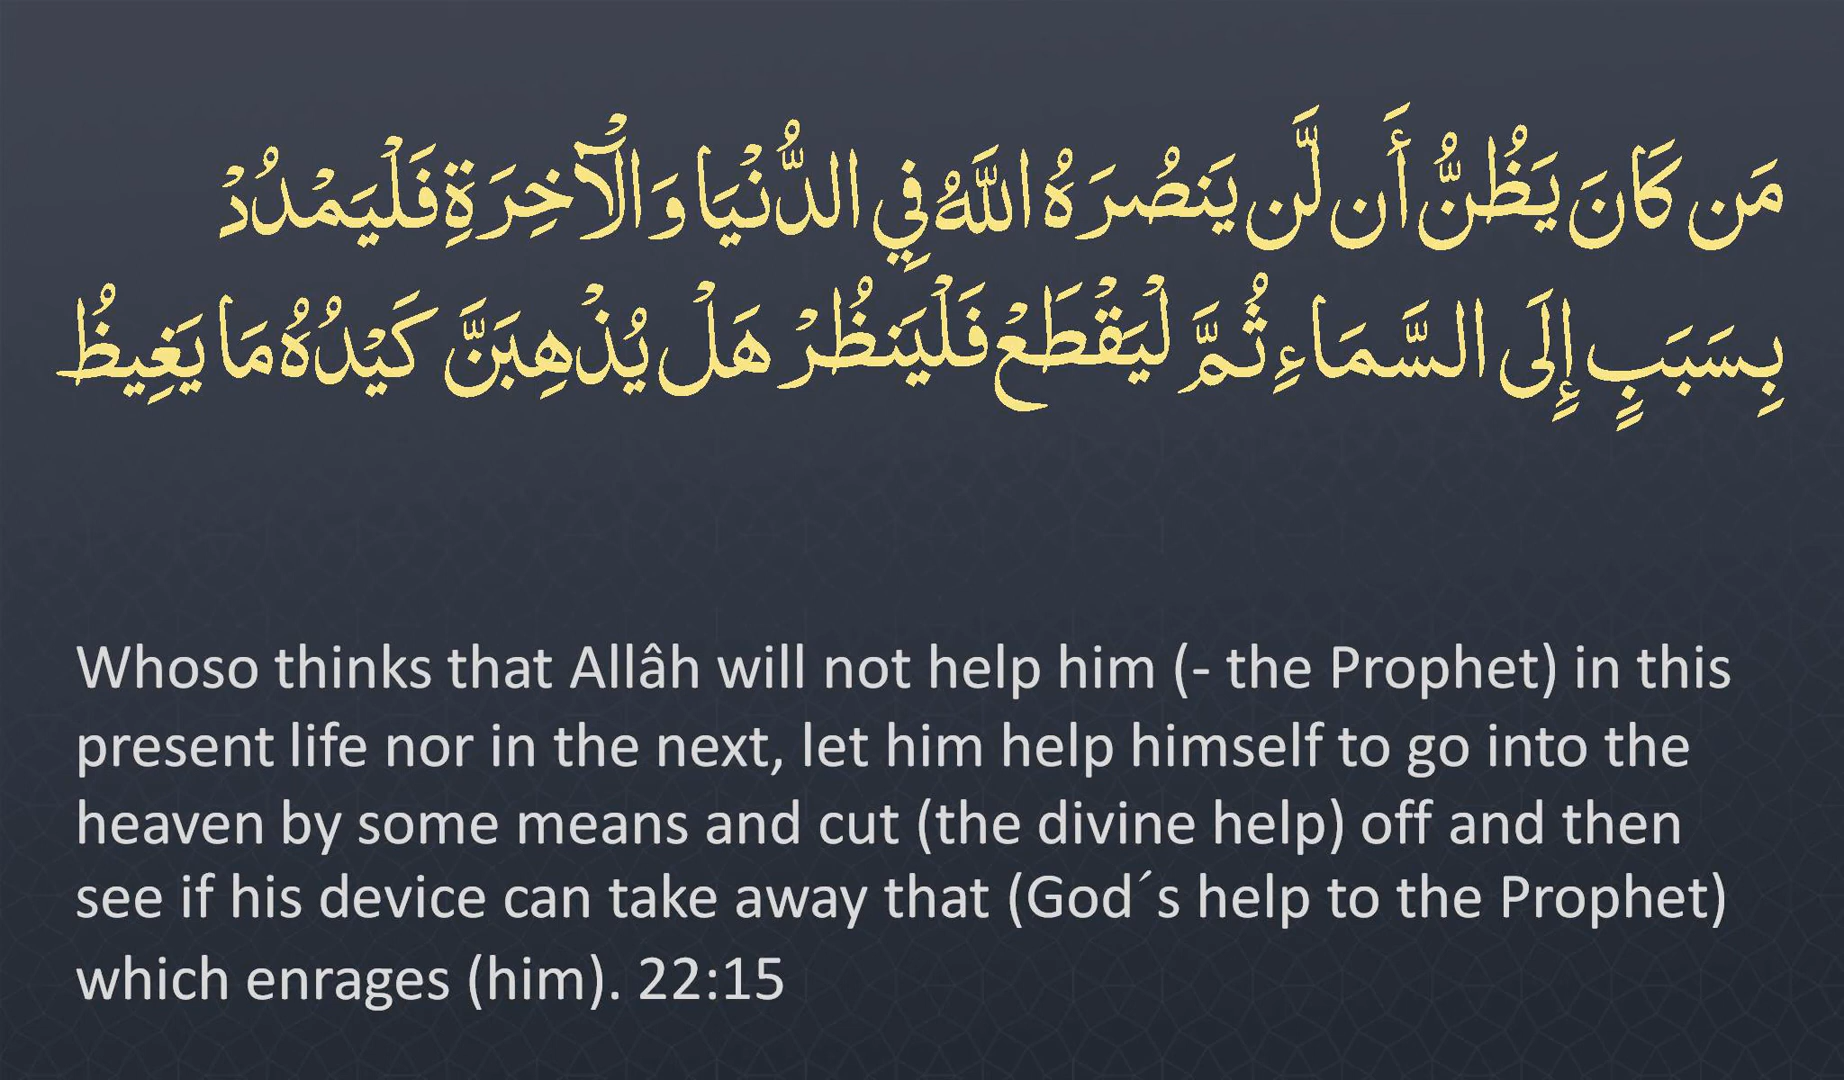 مَن كَانَ يَظُنُّ أَن لَّن يَنصُرَهُ اللَّهُ فِي الدُّنْيَا وَالْآخِرَةِ فَلْيَمْدُدْ
بِسَبَبٍ إِلَى السَّمَاءِ ثُمَّ لْيَقْطَعْ فَلْيَنظُرْ هَلْ يُذْهِبَنَّ كَيْدُهُ مَا يَغِيظُ
Whoso thinks that Allâh will not help him (- the Prophet) in this
present life nor in the next, let him help himself to go into the
heaven by some means and cut (the divine help) off and then
see if his device can take away that (God´s help to the Prophet)
which enrages (him). 22:15